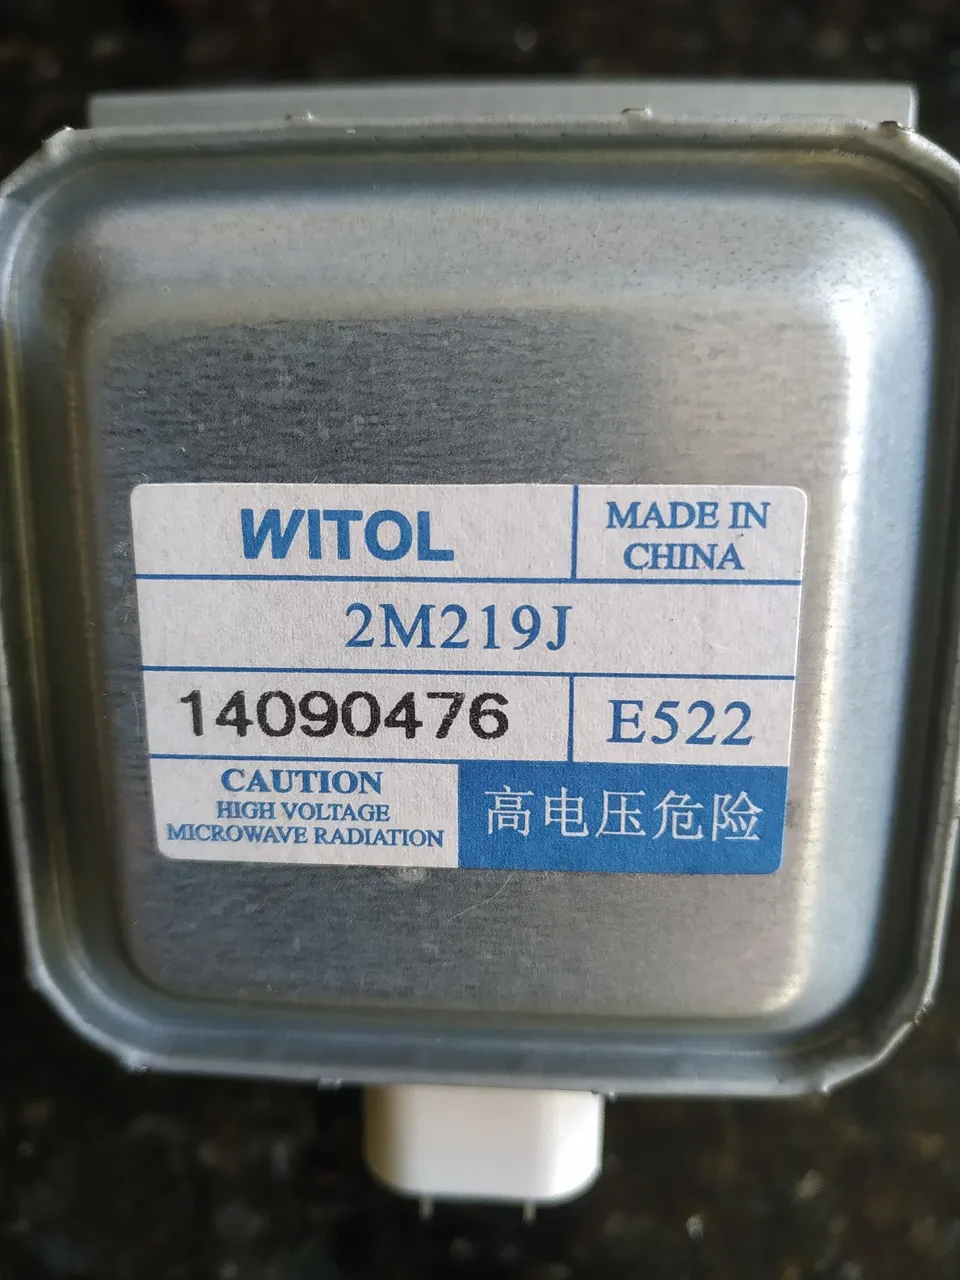 WITOL
MADE IN
CHINA
2M219J
14090476
E522
CAUTION
HIGH VOLTAGE
MICROWAVE RADIATION
高电压危险